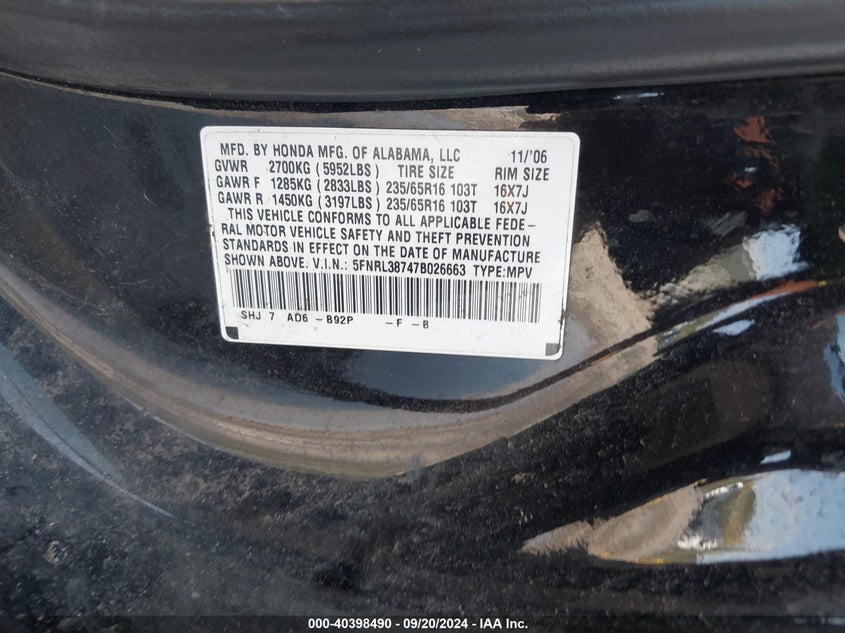 MFD. BY HONDA MFG. OF ALABAMA, LLC 11/'06
GVWR 2700KG ( 5952LBS ) TIRE SIZE RIM SIZE
GAWR F 1285KG ( 2833LBS ) 235/65R16 103T 16X7J
GAWR R 1450KG ( 3197LBS ) 235/65R16 103T 16X7J
THIS VEHICLE CONFORMS TO ALL APPLICABLE FEDE-
RAL MOTOR VEHICLE SAFETY AND THEFT PREVENTION
STANDARDS IN EFFECT ON THE DATE OF MANUFACTURE
SHOWN ABOVE. V.I.N.: 5FNRL38747B026663 TYPE:MPV
SHJ 7 AD6 -B92P -F -B
000-40398490 - 09/20/2024 - IAA Inc.